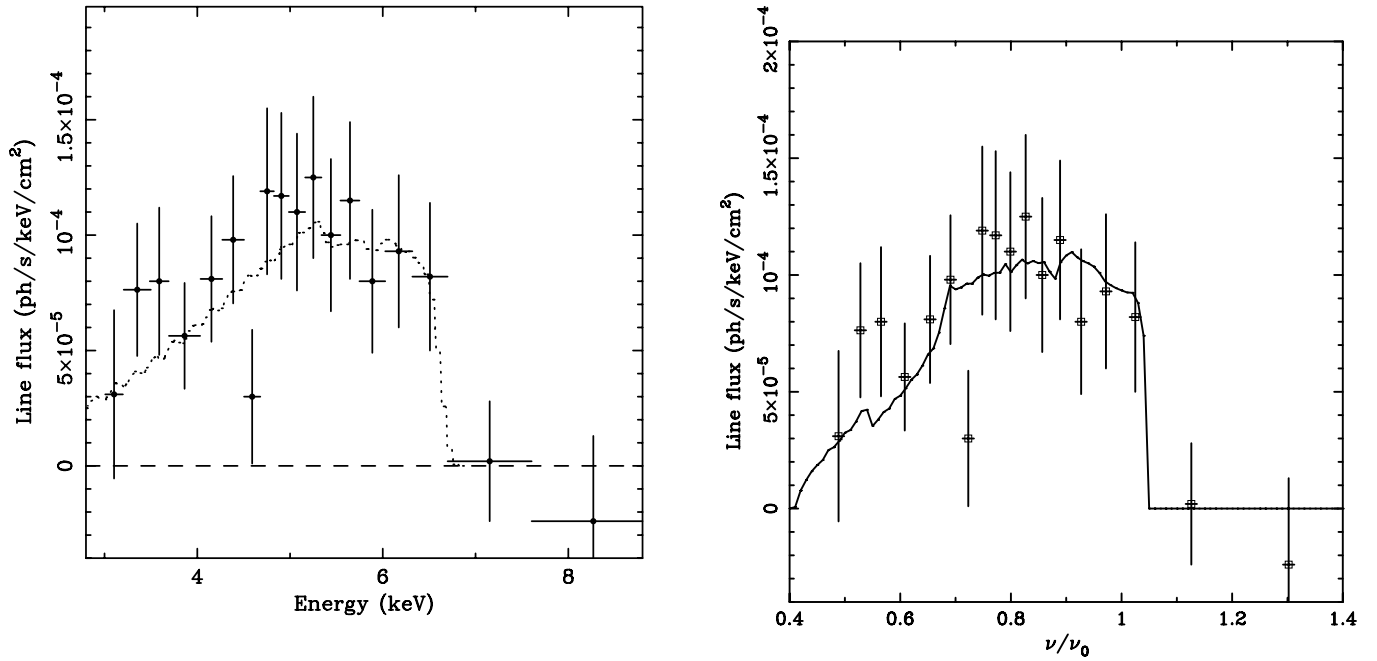 Line flux (ph/s/keV/cm²)
1.5×10⁻⁴
10⁻⁴
5×10⁻⁵
0
4 6 8
Energy (keV)
Line flux (ph/s/keV/cm²)
2×10⁻⁴
1.5×10⁻⁴
10⁻⁴
5×10⁻⁵
0
0.4 0.6 0.8 1 1.2 1.4
ν/ν₀